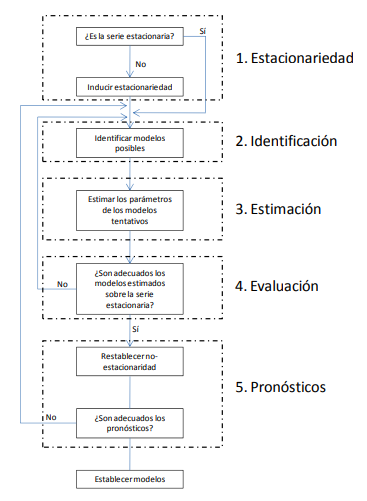 ¿Es la serie estacionaria?
Sí
1. Estacionariedad
No
Inducir estacionariedad
Identificar modelos
posibles
2. Identificación
Estimar los parámetros
de los modelos
tentativos
3. Estimación
¿Son adecuados los
modelos estimados
sobre la serie
estacionaria?
No
4. Evaluación
Sí
Restablecer no-
estacionaridad
5. Pronósticos
No
¿Son adecuados los
pronósticos?
Establecer modelos